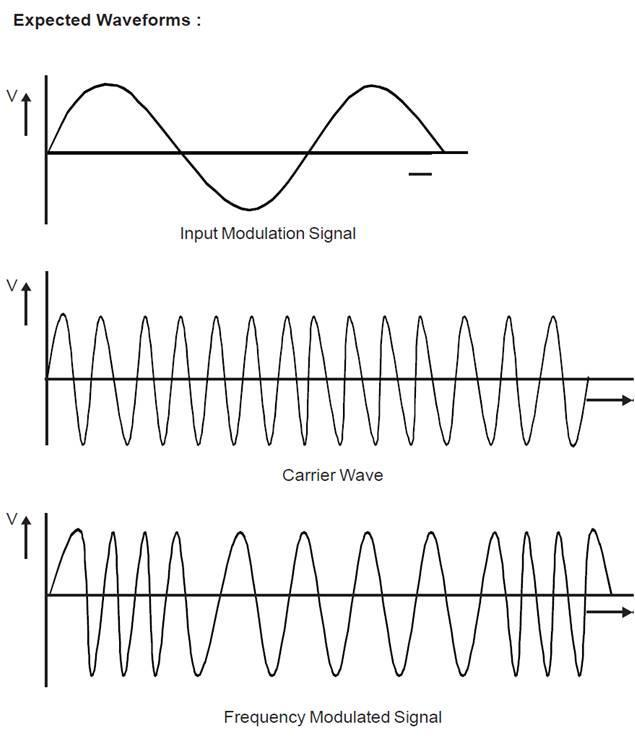 Expected Waveforms :
V
Input Modulation Signal
V
Carrier Wave
V
Frequency Modulated Signal